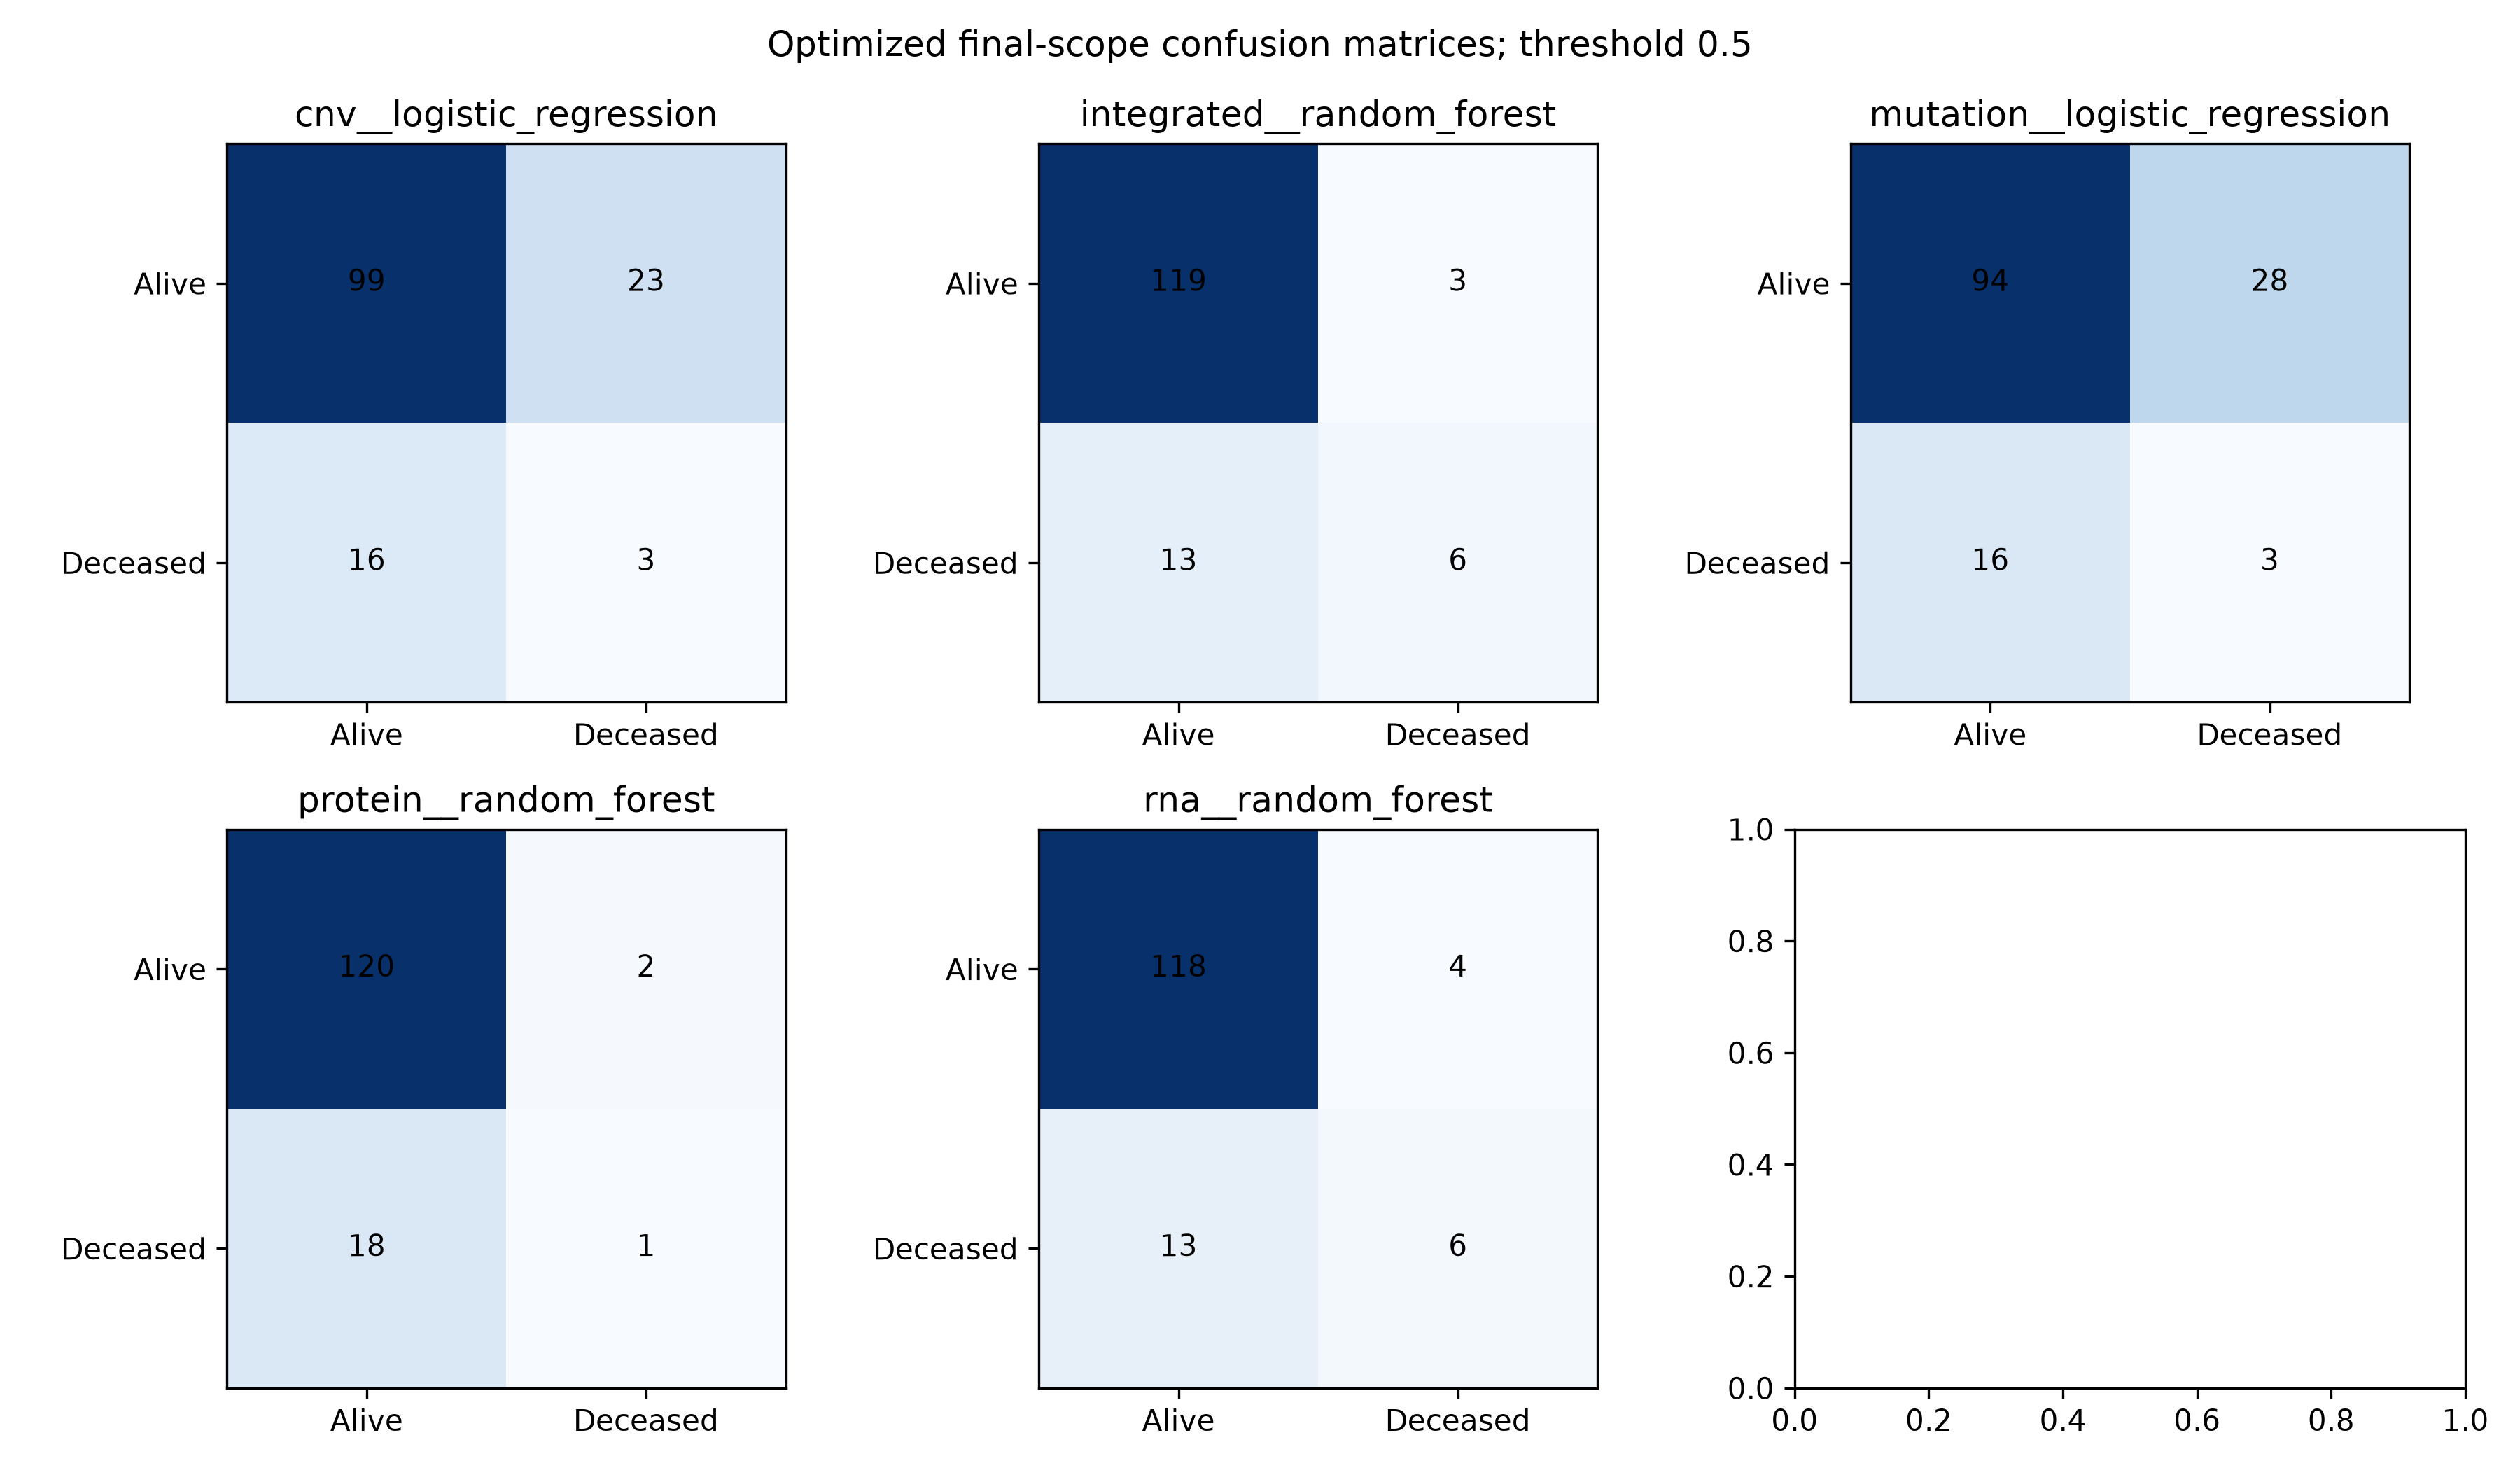 Optimized final-scope confusion matrices; threshold 0.5
cnv__logistic_regression
Alive
Deceased
99
23
16
3
Alive
Deceased
integrated__random_forest
Alive
Deceased
119
3
13
6
Alive
Deceased
mutation__logistic_regression
Alive
Deceased
94
28
16
3
Alive
Deceased
protein__random_forest
Alive
Deceased
120
2
18
1
Alive
Deceased
rna__random_forest
Alive
Deceased
118
4
13
6
Alive
Deceased
1.0
0.8
0.6
0.4
0.2
0.0
0.0
0.2
0.4
0.6
0.8
1.0